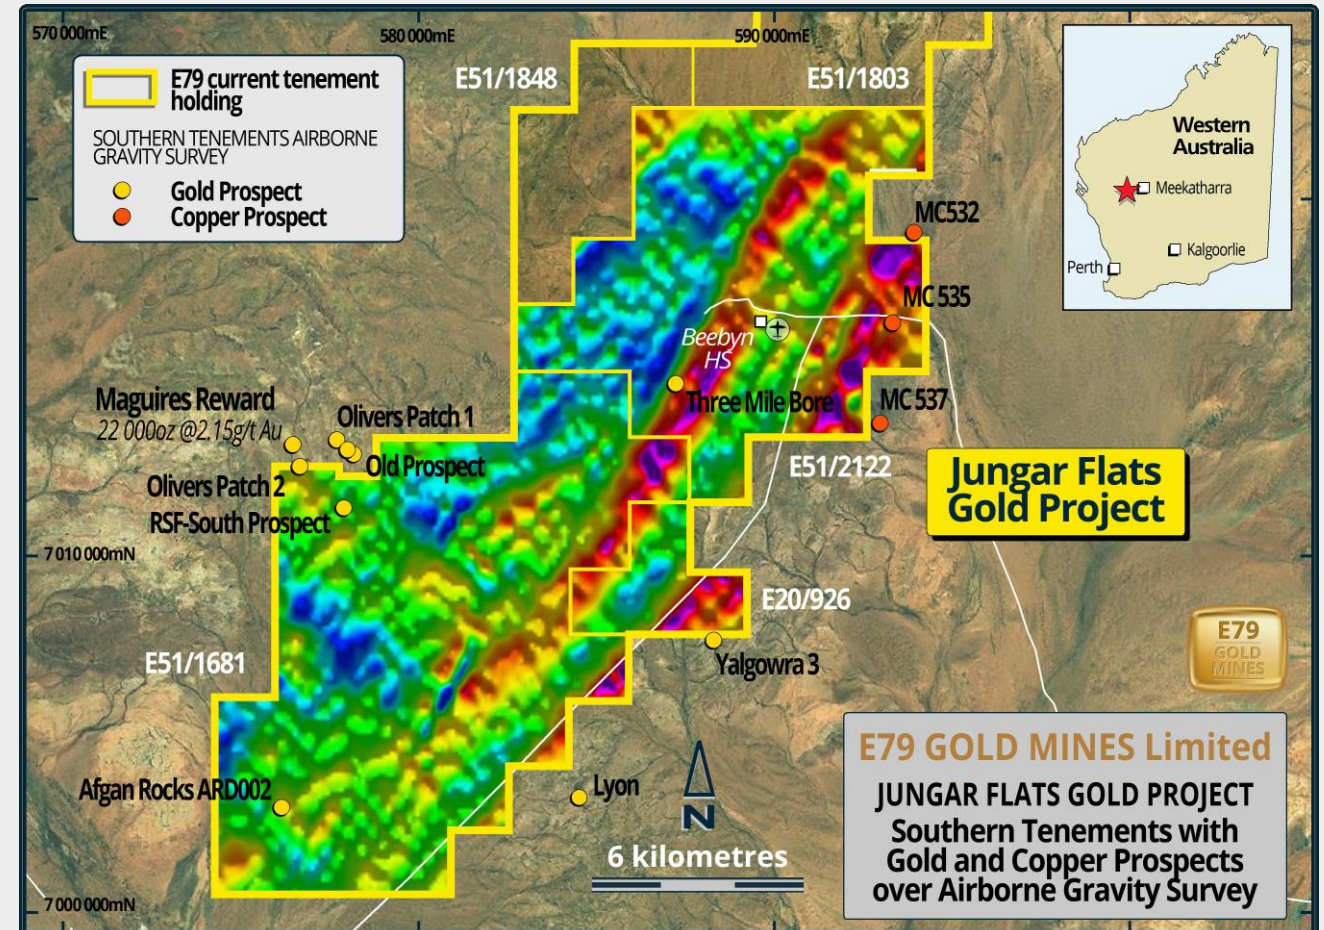 570 000mE
580 000mE
590 000mE
E79 current tenement
holding
SOUTHERN TENEMENTS AIRBORNE
GRAVITY SURVEY
Gold Prospect
Copper Prospect
E51/1848
E51/1803
Western
Australia
Meekatharra
Kalgoorlie
Perth
MC532
MC 535
Beebyn
HS
Three Mile Bore
MC 537
Maguires Reward
22 000oz @2.15g/t Au
Olivers Patch 1
Old Prospect
Olivers Patch 2
RSF-South Prospect
E51/2122
Jungar Flats
Gold Project
7 010 000mN
E20/926
Yalgowra 3
E79
GOLD
MINES
E51/1681
Afgan Rocks ARD002
Lyon
N
6 kilometres
E79 GOLD MINES Limited
JUNGAR FLATS GOLD PROJECT
Southern Tenements with
Gold and Copper Prospects
over Airborne Gravity Survey
7 000 000mN